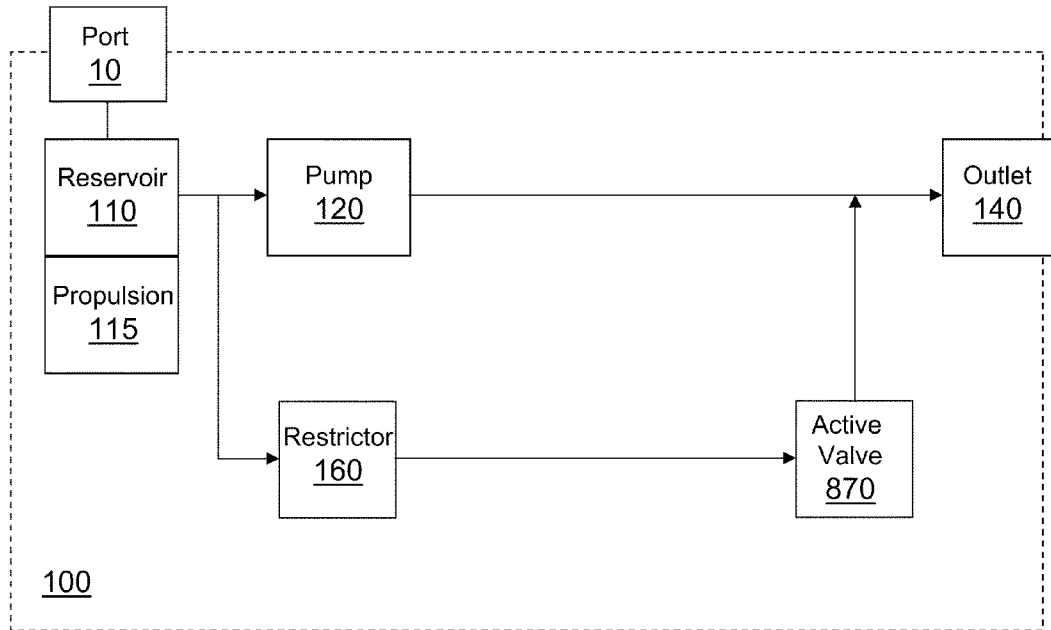 Port
10
Reservoir
110
Pump
120
Outlet
140
Propulsion
115
Restrictor
160
Active
Valve
870
100